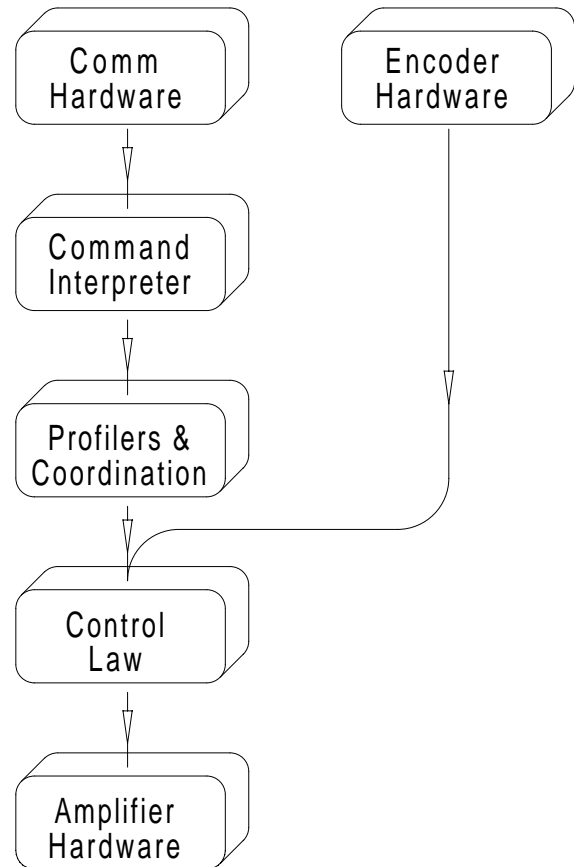 Comm
Hardware
Encoder
Hardware
Command
Interpreter
Profilers &
Coordination
Control
Law
Amplifier
Hardware